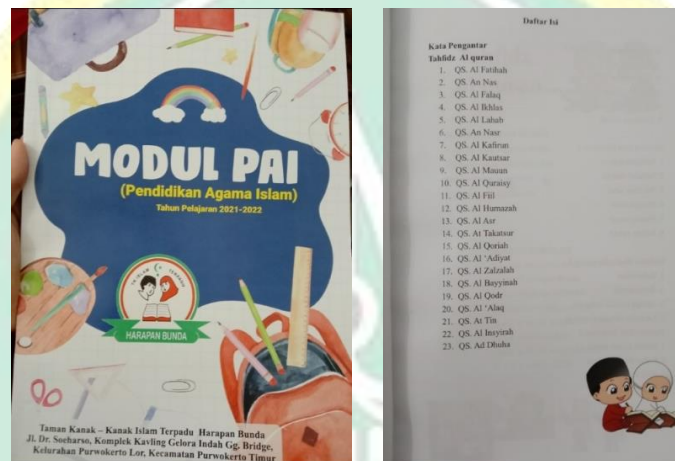 MODUL PAI
(Pendidikan Agama Islam)
Tahun Pelajaran 2021-2022
TK ISLAM TERPADU
HARAPAN BUNDA
Taman Kanak – Kanak Islam Terpadu Harapan Bunda
Jl. Dr. Soeharso, Komplek Kavling Gelora Indah Gg. Bridge,
Kelurahan Purwokerto Lor, Kecamatan Purwokerto Timur
Daftar Isi
Kata Pengantar
Tahfidz Al quran
1. QS. Al Fatihah
2. QS. An Nas
3. QS. Al Falaq
4. QS. Al Ikhlas
5. QS. Al Lahab
6. QS. An Nasr
7. QS. Al Kafirun
8. QS. Al Kautsar
9. QS. Al Mauun
10. QS. Al Quraisy
11. QS. Al Fiil
12. QS. Al Humazah
13. QS. Al Asr
14. QS. At Takatsur
15. QS. Al Qoriah
16. QS. Al 'Adiyat
17. QS. Al Zalzalah
18. QS. Al Bayyinah
19. QS. Al Qodr
20. QS. Al 'Alaq
21. QS. At Tin
22. QS. Al Insyirah
23. QS. Ad Dhuha